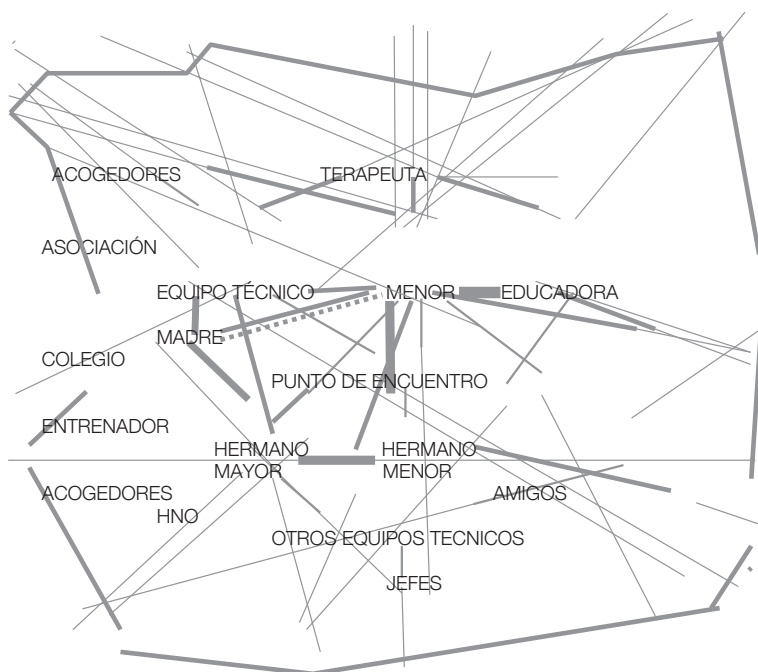 ACOGEDORES
TERAPEUTA
ASOCIACIÓN
EQUIPO TÉCNICO
MENOR
EDUCADORA
MADRE
COLEGIO
PUNTO DE ENCUENTRO
ENTRENADOR
HERMANO
MAYOR
HERMANO
MENOR
ACOGEDORES
HNO
AMIGOS
OTROS EQUIPOS TECNICOS
JEFES